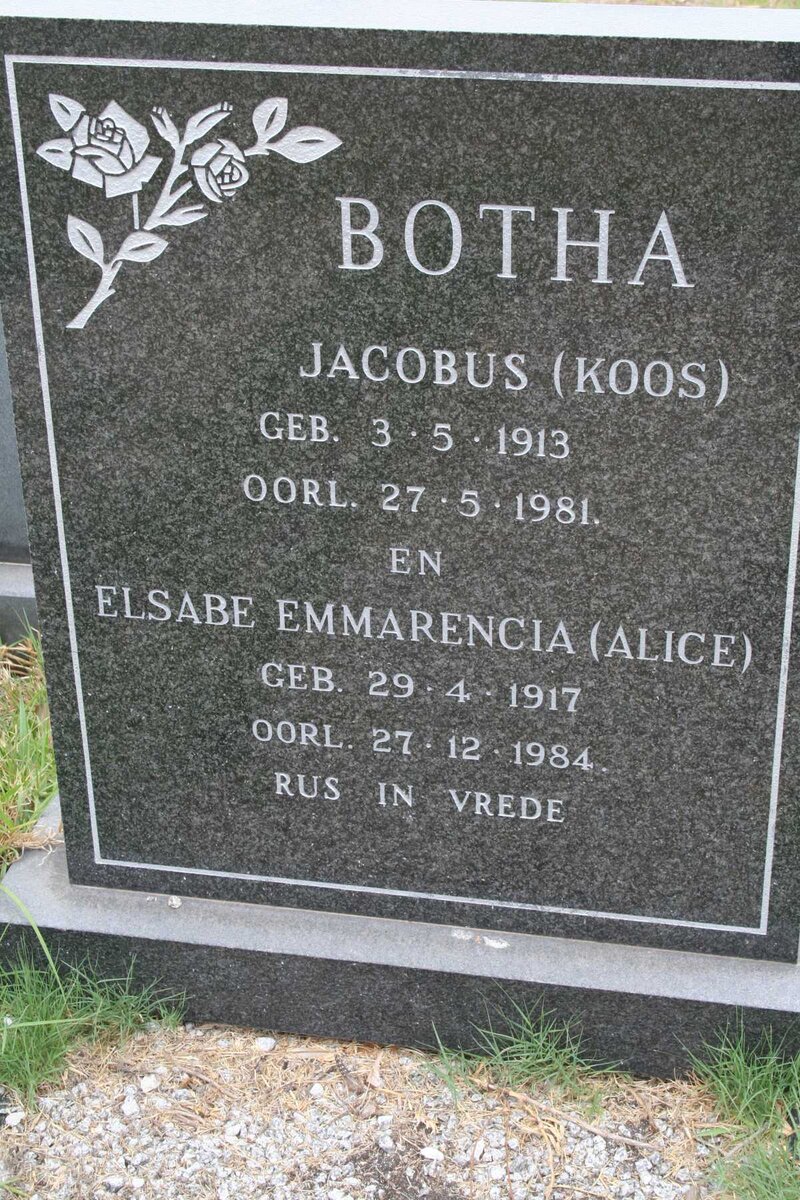 BOTHA
JACOBUS (KOOS)
GEB. 3·5·1913
OORL. 27·5·1981.
EN
ELSABE EMMARENCIA (ALICE)
GEB. 29·4·1917
OORL. 27·12·1984.
RUS IN VREDE